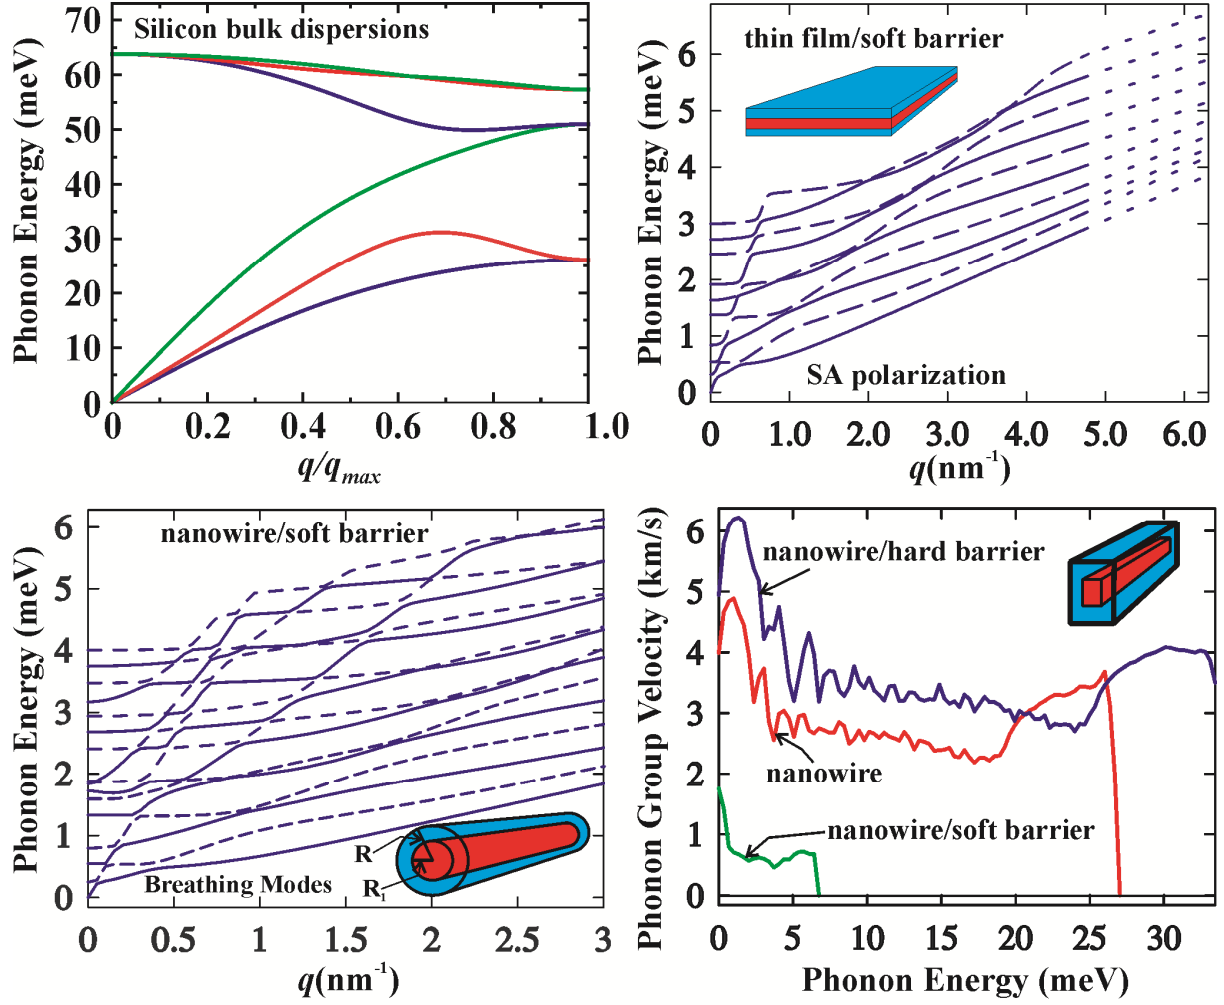 Silicon bulk dispersions
Phonon Energy (meV)
70
60
50
40
30
20
10
0
0 0.2 0.4 0.6 0.8 1.0
q/qmax
thin film/soft barrier
Phonon Energy (meV)
6
5
4
3
2
1
0
SA polarization
0 1.0 2.0 3.0 4.0 5.0 6.0
q(nm-1)
nanowire/soft barrier
Phonon Energy (meV)
6
5
4
3
2
1
0
R
R1
Breathing Modes
0 0.5 1 1.5 2 2.5 3
q(nm-1)
Phonon Group Velocity (km/s)
6
5
4
3
2
1
0
nanowire/hard barrier
nanowire
nanowire/soft barrier
0 5 10 15 20 25 30
Phonon Energy (meV)